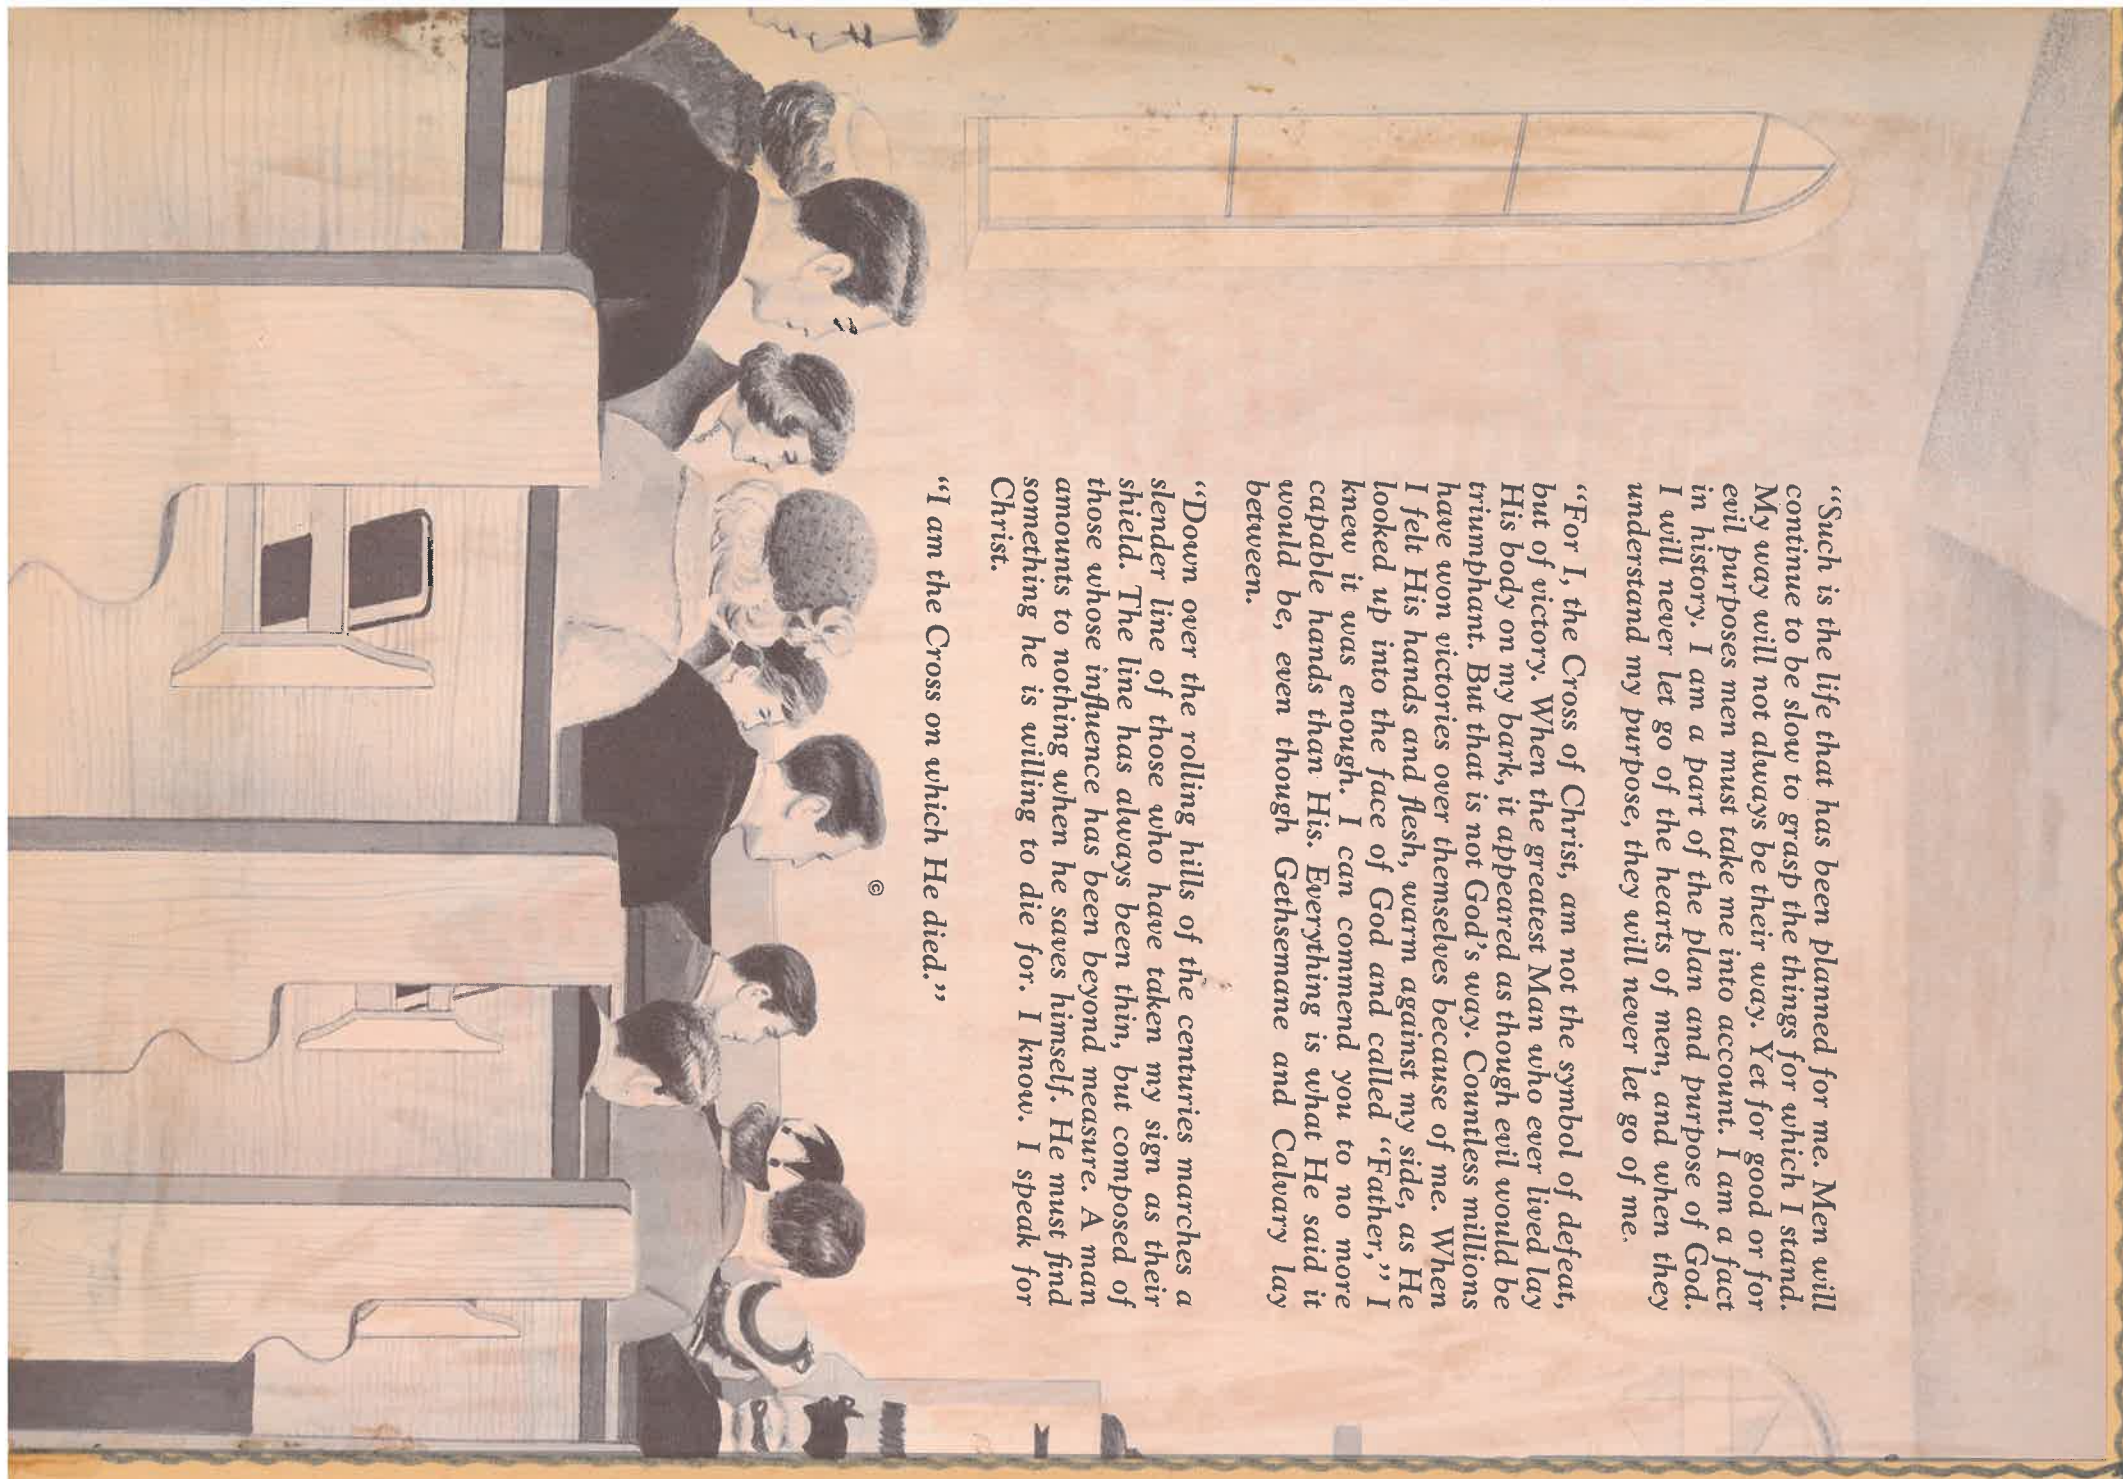 “Such is the life that has been planned for me. Men will
continue to be slow to grasp the things for which I stand.
My way will not always be their way. Yet for good or for
evil purposes men must take me into account. I am a fact
in history. I am a part of the plan and purpose of God.
I will never let go of the hearts of men, and when they
understand my purpose, they will never let go of me.
“For I, the Cross of Christ, am not the symbol of defeat,
but of victory. When the greatest Man who ever lived lay
His body on my bark, it appeared as though evil would be
triumphant. But that is not God’s way. Countless millions
have won victories over themselves because of me. When
I felt His hands and flesh, warm against my side, as He
looked up into the face of God and called “Father,” I
knew it was enough. I can commend you to no more
capable hands than His. Everything is what He said it
would be, even though Gethsemane and Calvary lay
between.
“Down over the rolling hills of the centuries marches a
slender line of those who have taken my sign as their
shield. The line has always been thin, but composed of
those whose influence has been beyond measure. A man
amounts to nothing when he saves himself. He must find
something he is willing to die for. I know. I speak for
Christ.
“I am the Cross on which He died.”
©